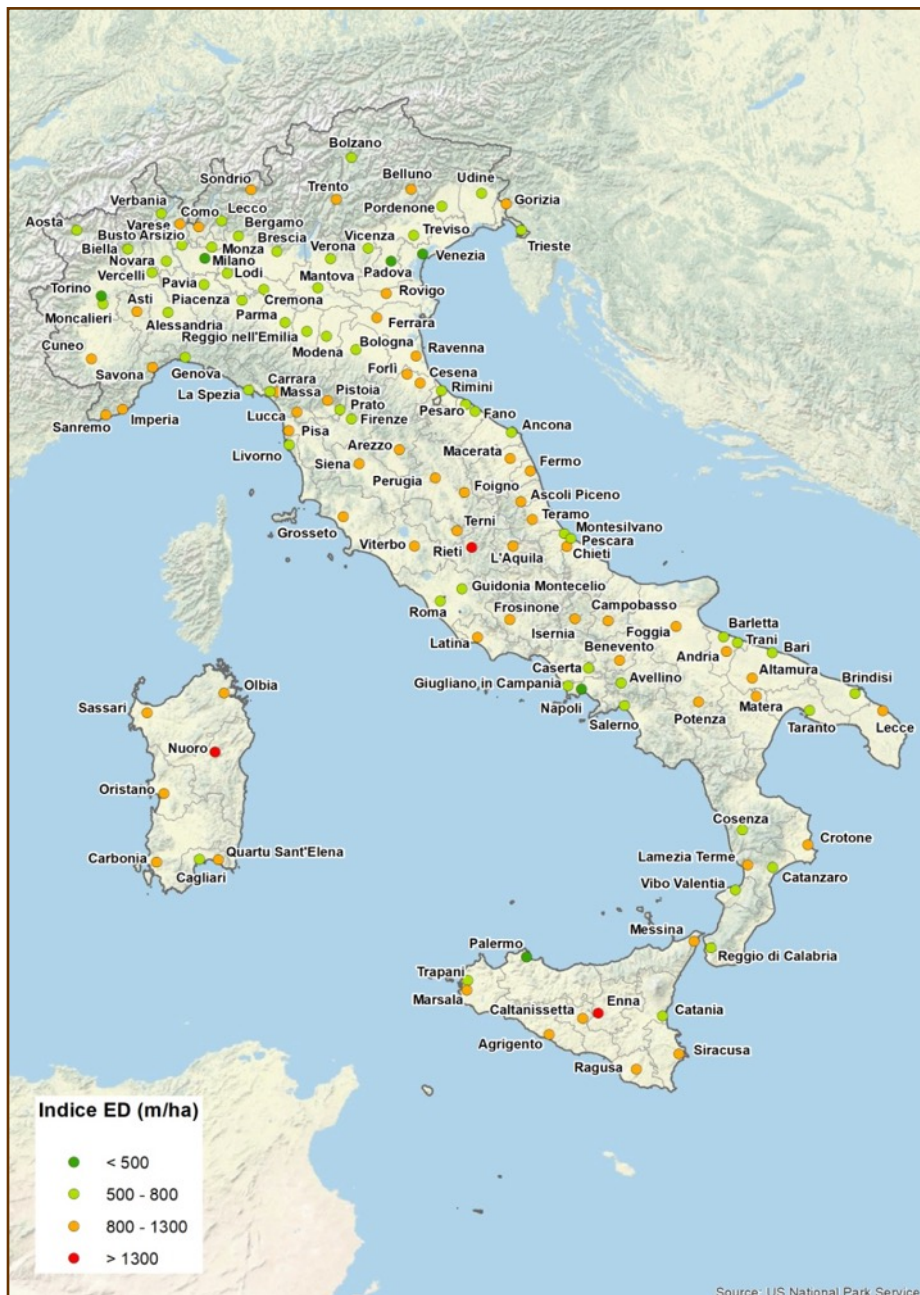 Bolzano
Sondrio
Trento
Belluno
Udine
Verbania
Como
Lecco
Pordenone
Gorizia
Aosta
Varese
Bergamo
Busto Arsizio
Brescia
Verona
Vicenza
Treviso
Trieste
Biella
Monza
Novara
Milano
Venezia
Vercelli
Lodi
Mantova
Padova
Torino
Pavia
Asti
Piacenza
Cremona
Rovigo
Moncalieri
Alessandria
Parma
Ferrara
Reggio nell'Emilia
Bologna
Cuneo
Modena
Ravenna
Savona
Genova
Forlì
Cesena
Carrara
La Spezia
Massa
Pistoia
Rimini
Sanremo
Imperia
Lucca
Prato
Pesaro
Fano
Firenze
Pisa
Ancona
Livorno
Arezzo
Macerata
Siena
Fermo
Perugia
Foigno
Ascoli Piceno
Grosseto
Terni
Teramo
Montesilvano
Viterbo
Rieti
L'Aquila
Pescara
Chieti
Guidonia Montecelio
Roma
Frosinone
Campobasso
Barletta
Latina
Isernia
Foggia
Trani
Benevento
Andria
Bari
Caserta
Altamura
Giugliano in Campania
Avellino
Brindisi
Olbia
Napoli
Matera
Sassari
Salerno
Potenza
Taranto
Lecce
Nuoro
Oristano
Cosenza
Crotone
Carbonia
Quartu Sant'Elena
Lamezia Terme
Cagliari
Catanzaro
Vibo Valentia
Messina
Palermo
Reggio di Calabria
Trapani
Marsala
Caltanissetta
Enna
Catania
Agrigento
Siracusa
Ragusa
Indice ED (m/ha)
< 500
500 - 800
800 - 1300
> 1300
Source: US National Park Service